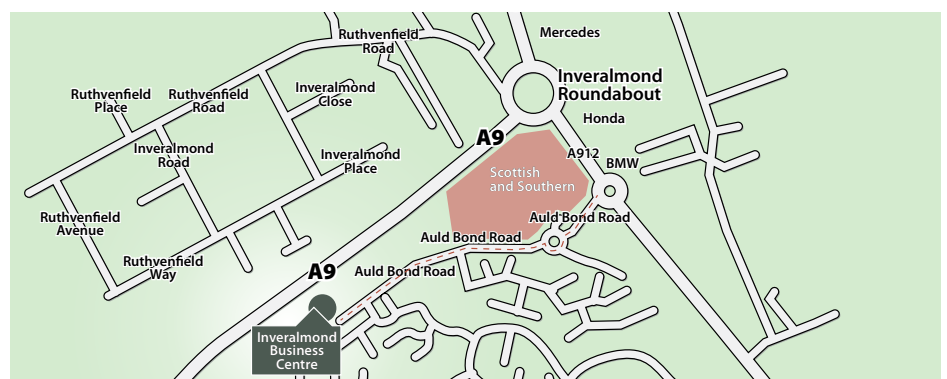 Mercedes
Ruthvenfield
Road
Inveralmond
Roundabout
Ruthvenfield
Place
Ruthvenfield
Road
Inveralmond
Close
Honda
A9
Inveralmond
Road
Inveralmond
Place
A912
BMW
Scottish
and Southern
Ruthvenfield
Avenue
Auld Bond Road
Auld Bond Road
Ruthvenfield
Way
A9
Auld Bond Road
Inveralmond
Business
Centre